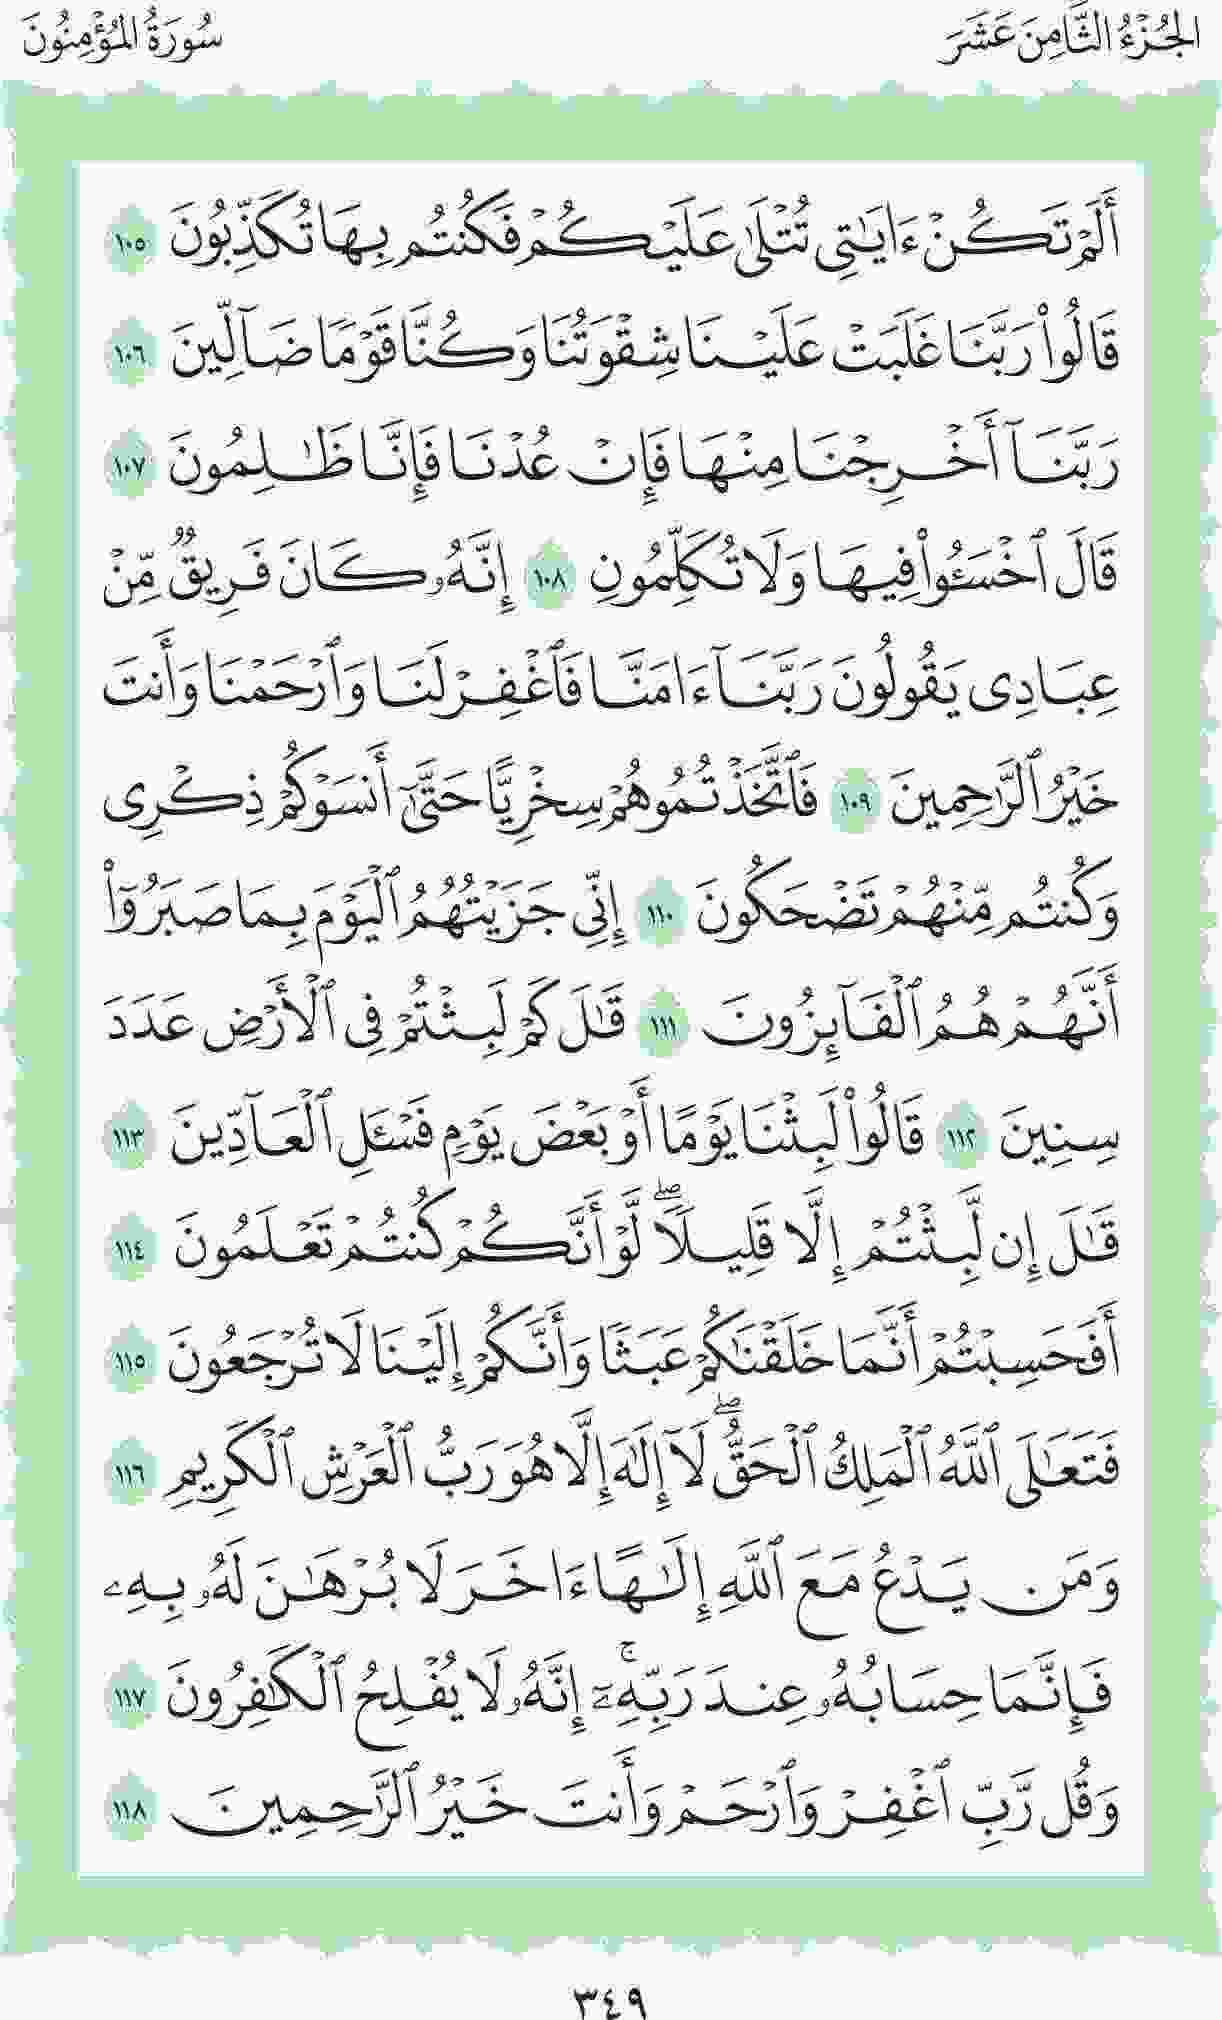 الجُزْءُ الثَّامِنَ عَشَرَ
سُورَةُ المُؤْمِنُونَ
أَلَمْ تَكُنْ ءَايَٰتِى تُتْلَىٰ عَلَيْكُمْ فَكُنتُم بِهَا تُكَذِّبُونَ ١٠٥
قَالُوا۟ رَبَّنَا غَلَبَتْ عَلَيْنَا شِقْوَتُنَا وَكُنَّا قَوْمًا ضَآلِّينَ ١٠٦
رَبَّنَآ أَخْرِجْنَا مِنْهَا فَإِنْ عُدْنَا فَإِنَّا ظَٰلِمُونَ ١٠٧
قَالَ ٱخْسَـُٔوا۟ فِيهَا وَلَا تُكَلِّمُونِ ١٠٨ إِنَّهُۥ كَانَ فَرِيقٌ مِّنْ
عِبَادِى يَقُولُونَ رَبَّنَآ ءَامَنَّا فَٱغْفِرْ لَنَا وَٱرْحَمْنَا وَأَنتَ
خَيْرُ ٱلرَّٰحِمِينَ ١٠٩ فَٱتَّخَذْتُمُوهُمْ سِخْرِيًّا حَتَّىٰٓ أَنسَوْكُمْ ذِكْرِى
وَكُنتُم مِّنْهُمْ تَضْحَكُونَ ١١٠ إِنِّى جَزَيْتُهُمُ ٱلْيَوْمَ بِمَا صَبَرُوٓا۟
أَنَّهُمْ هُمُ ٱلْفَآئِزُونَ ١١١ قَٰلَ كَمْ لَبِثْتُمْ فِى ٱلْأَرْضِ عَدَدَ
سِنِينَ ١١٢ قَالُوا۟ لَبِثْنَا يَوْمًا أَوْ بَعْضَ يَوْمٍ فَسْـَٔلِ ٱلْعَآدِّينَ ١١٣
قَٰلَ إِن لَّبِثْتُمْ إِلَّا قَلِيلًا ۖ لَّوْ أَنَّكُمْ كُنتُمْ تَعْلَمُونَ ١١٤
أَفَحَسِبْتُمْ أَنَّمَا خَلَقْنَٰكُمْ عَبَثًا وَأَنَّكُمْ إِلَيْنَا لَا تُرْجَعُونَ ١١٥
فَتَعَٰلَى ٱللَّهُ ٱلْمَلِكُ ٱلْحَقُّ ۖ لَآ إِلَٰهَ إِلَّا هُوَ رَبُّ ٱلْعَرْشِ ٱلْكَرِيمِ ١١٦
وَمَن يَدْعُ مَعَ ٱللَّهِ إِلَٰهًا ءَاخَرَ لَا بُرْهَٰنَ لَهُۥ بِهِۦ
فَإِنَّمَا حِسَابُهُۥ عِندَ رَبِّهِۦٓ ۚ إِنَّهُۥ لَا يُفْلِحُ ٱلْكَٰفِرُونَ ١١٧
وَقُل رَّبِّ ٱغْفِرْ وَٱرْحَمْ وَأَنتَ خَيْرُ ٱلرَّٰحِمِينَ ١١٨
٣٤٩